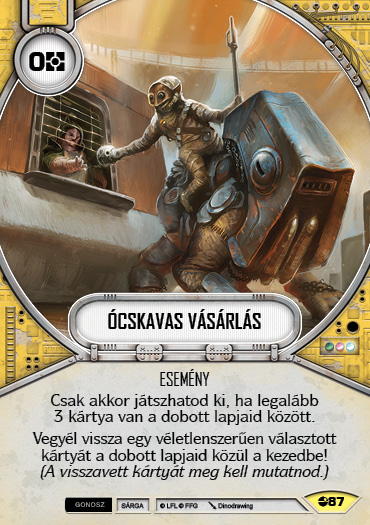 0
ÓCSKAVAS VÁSÁRLÁS
ESEMÉNY
Csak akkor játszhatod ki, ha legalább
3 kártya van a dobott lapjaid között.
Vegyél vissza egy véletlenszerűen választott
kártyát a dobott lapjaid közül a kezedbe!
(A visszavett kártyát meg kell mutatnod.)
GONOSZ SÁRGA © LFL © FFG Dinodrawing 87